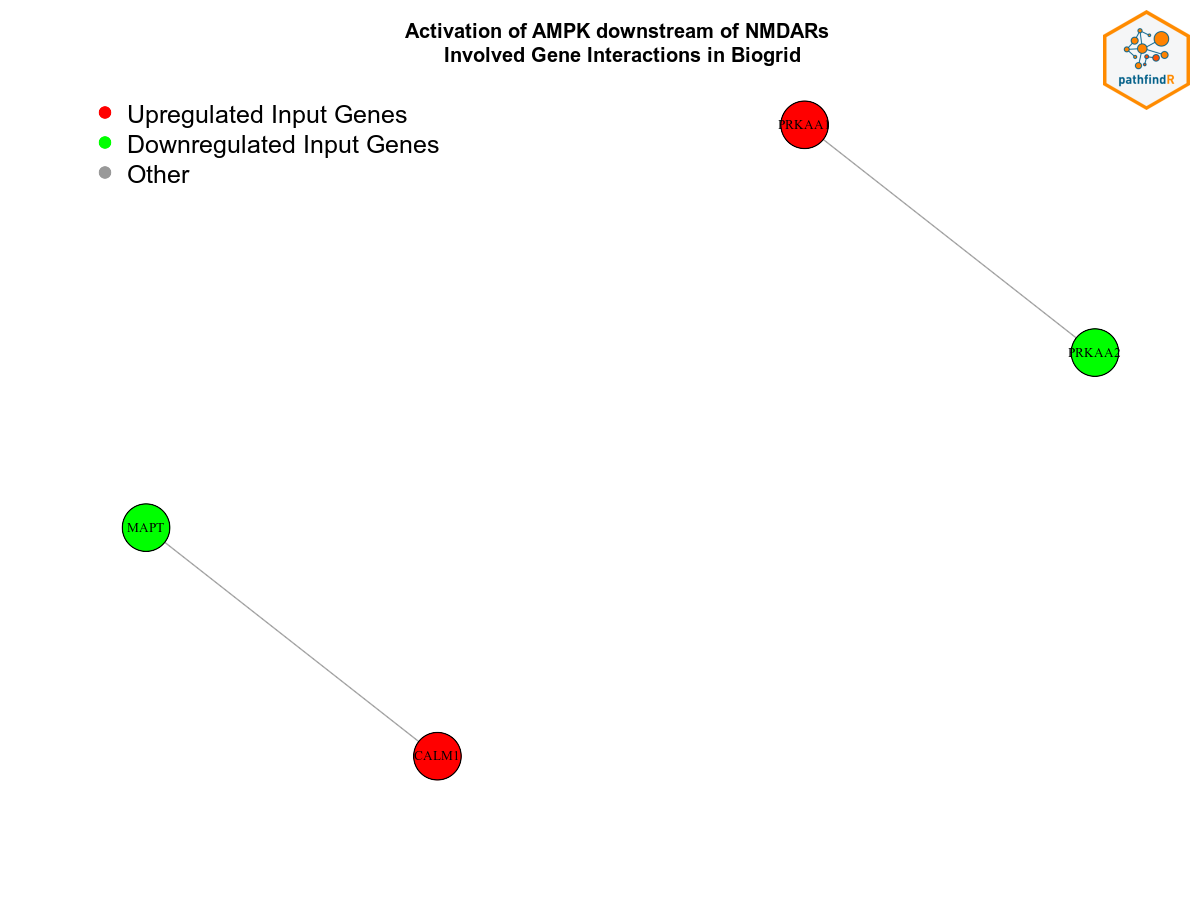 Activation of AMPK downstream of NMDARs
Involved Gene Interactions in Biogrid
pathfindR
Upregulated Input Genes
Downregulated Input Genes
Other
PRKAA1
PRKAA2
MAPT
CALM1